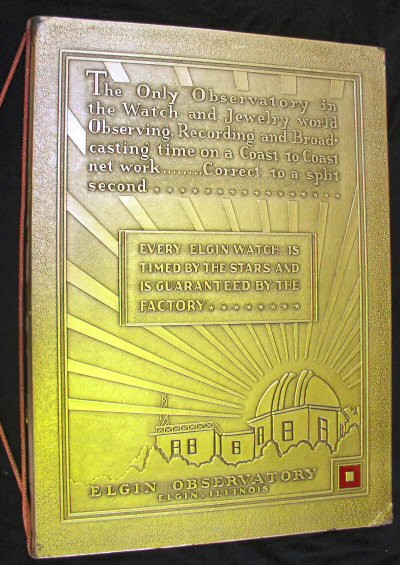 The Only Observatory in
the Watch and Jewelry world
Observing, Recording and Broad-
casting time on a Coast to Coast
net work........Correct to a split
second * * * * * * * * * * * * * * *
EVERY ELGIN WATCH IS
TIMED BY THE STARS AND
IS GUARANTEED BY THE
FACTORY.. * * * * * * * *
ELGIN OBSERVATORY
ELGIN, ILLINOIS